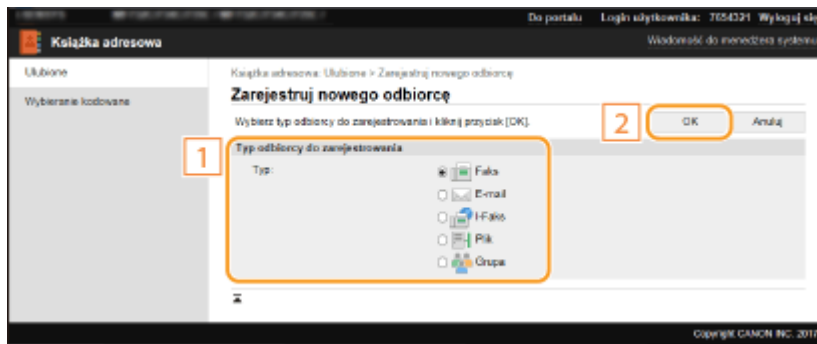 Do portalu Login użytkownika: 7654321 Wyloguj się
Książka adresowa Wiadomość do menedżera systemu
Ulubione
Wybieranie kodowane
Książka adresowa: Ulubione > Zarejestruj nowego odbiorcę
Zarejestruj nowego odbiorcę
Wybierz typ odbiorcy do zarejestrowania i kliknij przycisk [OK].
2 OK Anuluj
1 Typ odbiorcy do zarejestrowania
Typ: Faks
E-mail
I-Faks
Plik
Grupa
Copyright CANON INC. 2017